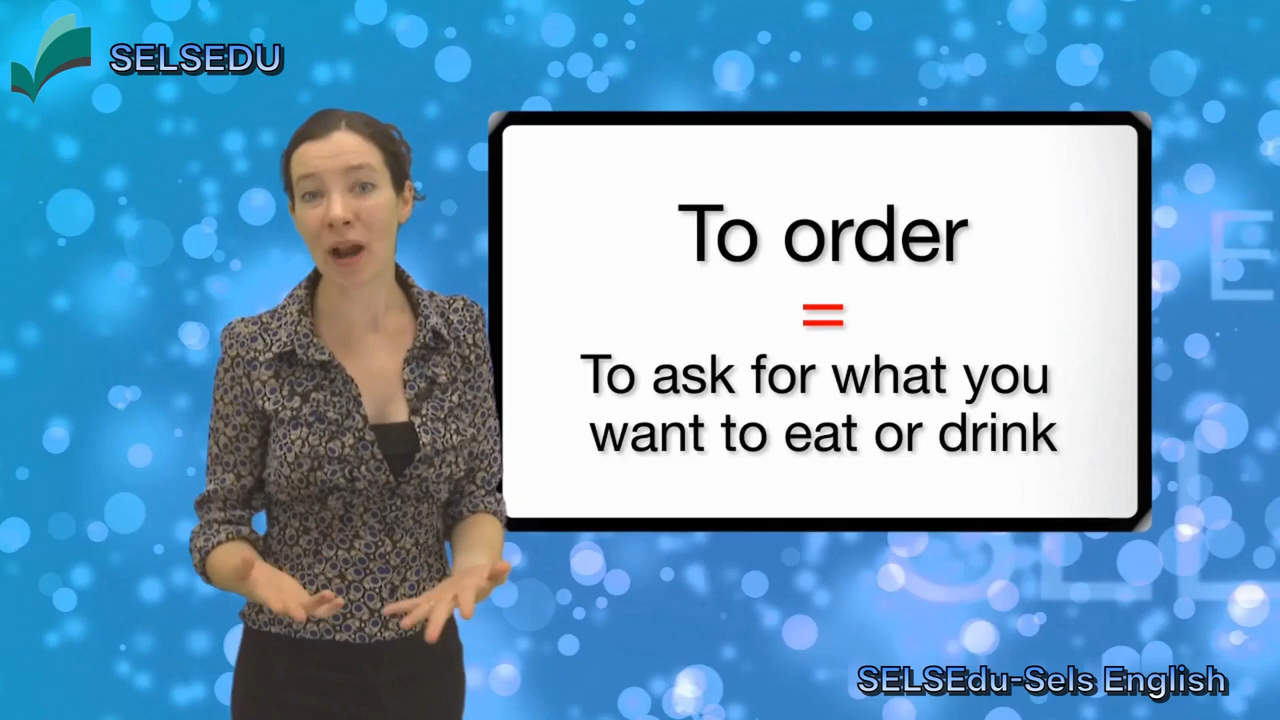 SELSEDU
To order
=
To ask for what you
want to eat or drink
E
SELSEdu-Sels English